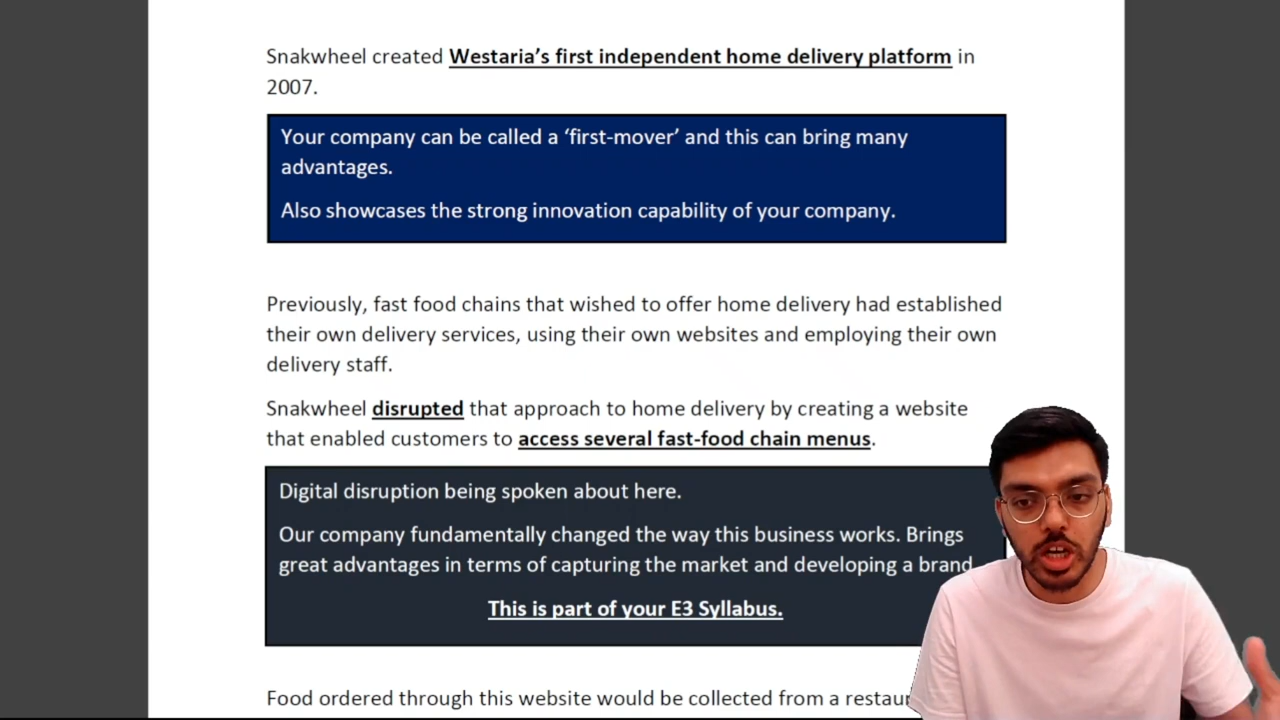 Snakwheel created Westaria’s first independent home delivery platform in
2007.
Your company can be called a ‘first-mover’ and this can bring many
advantages.
Also showcases the strong innovation capability of your company.
Previously, fast food chains that wished to offer home delivery had established
their own delivery services, using their own websites and employing their own
delivery staff.
Snakwheel disrupted that approach to home delivery by creating a website
that enabled customers to access several fast-food chain menus.
Digital disruption being spoken about here.
Our company fundamentally changed the way this business works. Brings
great advantages in terms of capturing the market and developing a brand
This is part of your E3 Syllabus.
Food ordered through this website would be collected from a